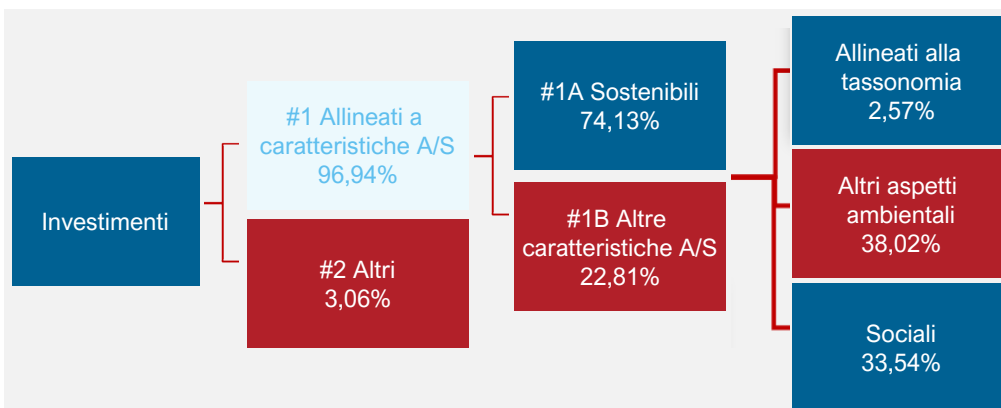 Investimenti
#1 Allineati a
caratteristiche A/S
96,94%
#2 Altri
3,06%
#1A Sostenibili
74,13%
#1B Altre
caratteristiche A/S
22,81%
Allineati alla
tassonomia
2,57%
Altri aspetti
ambientali
38,02%
Sociali
33,54%